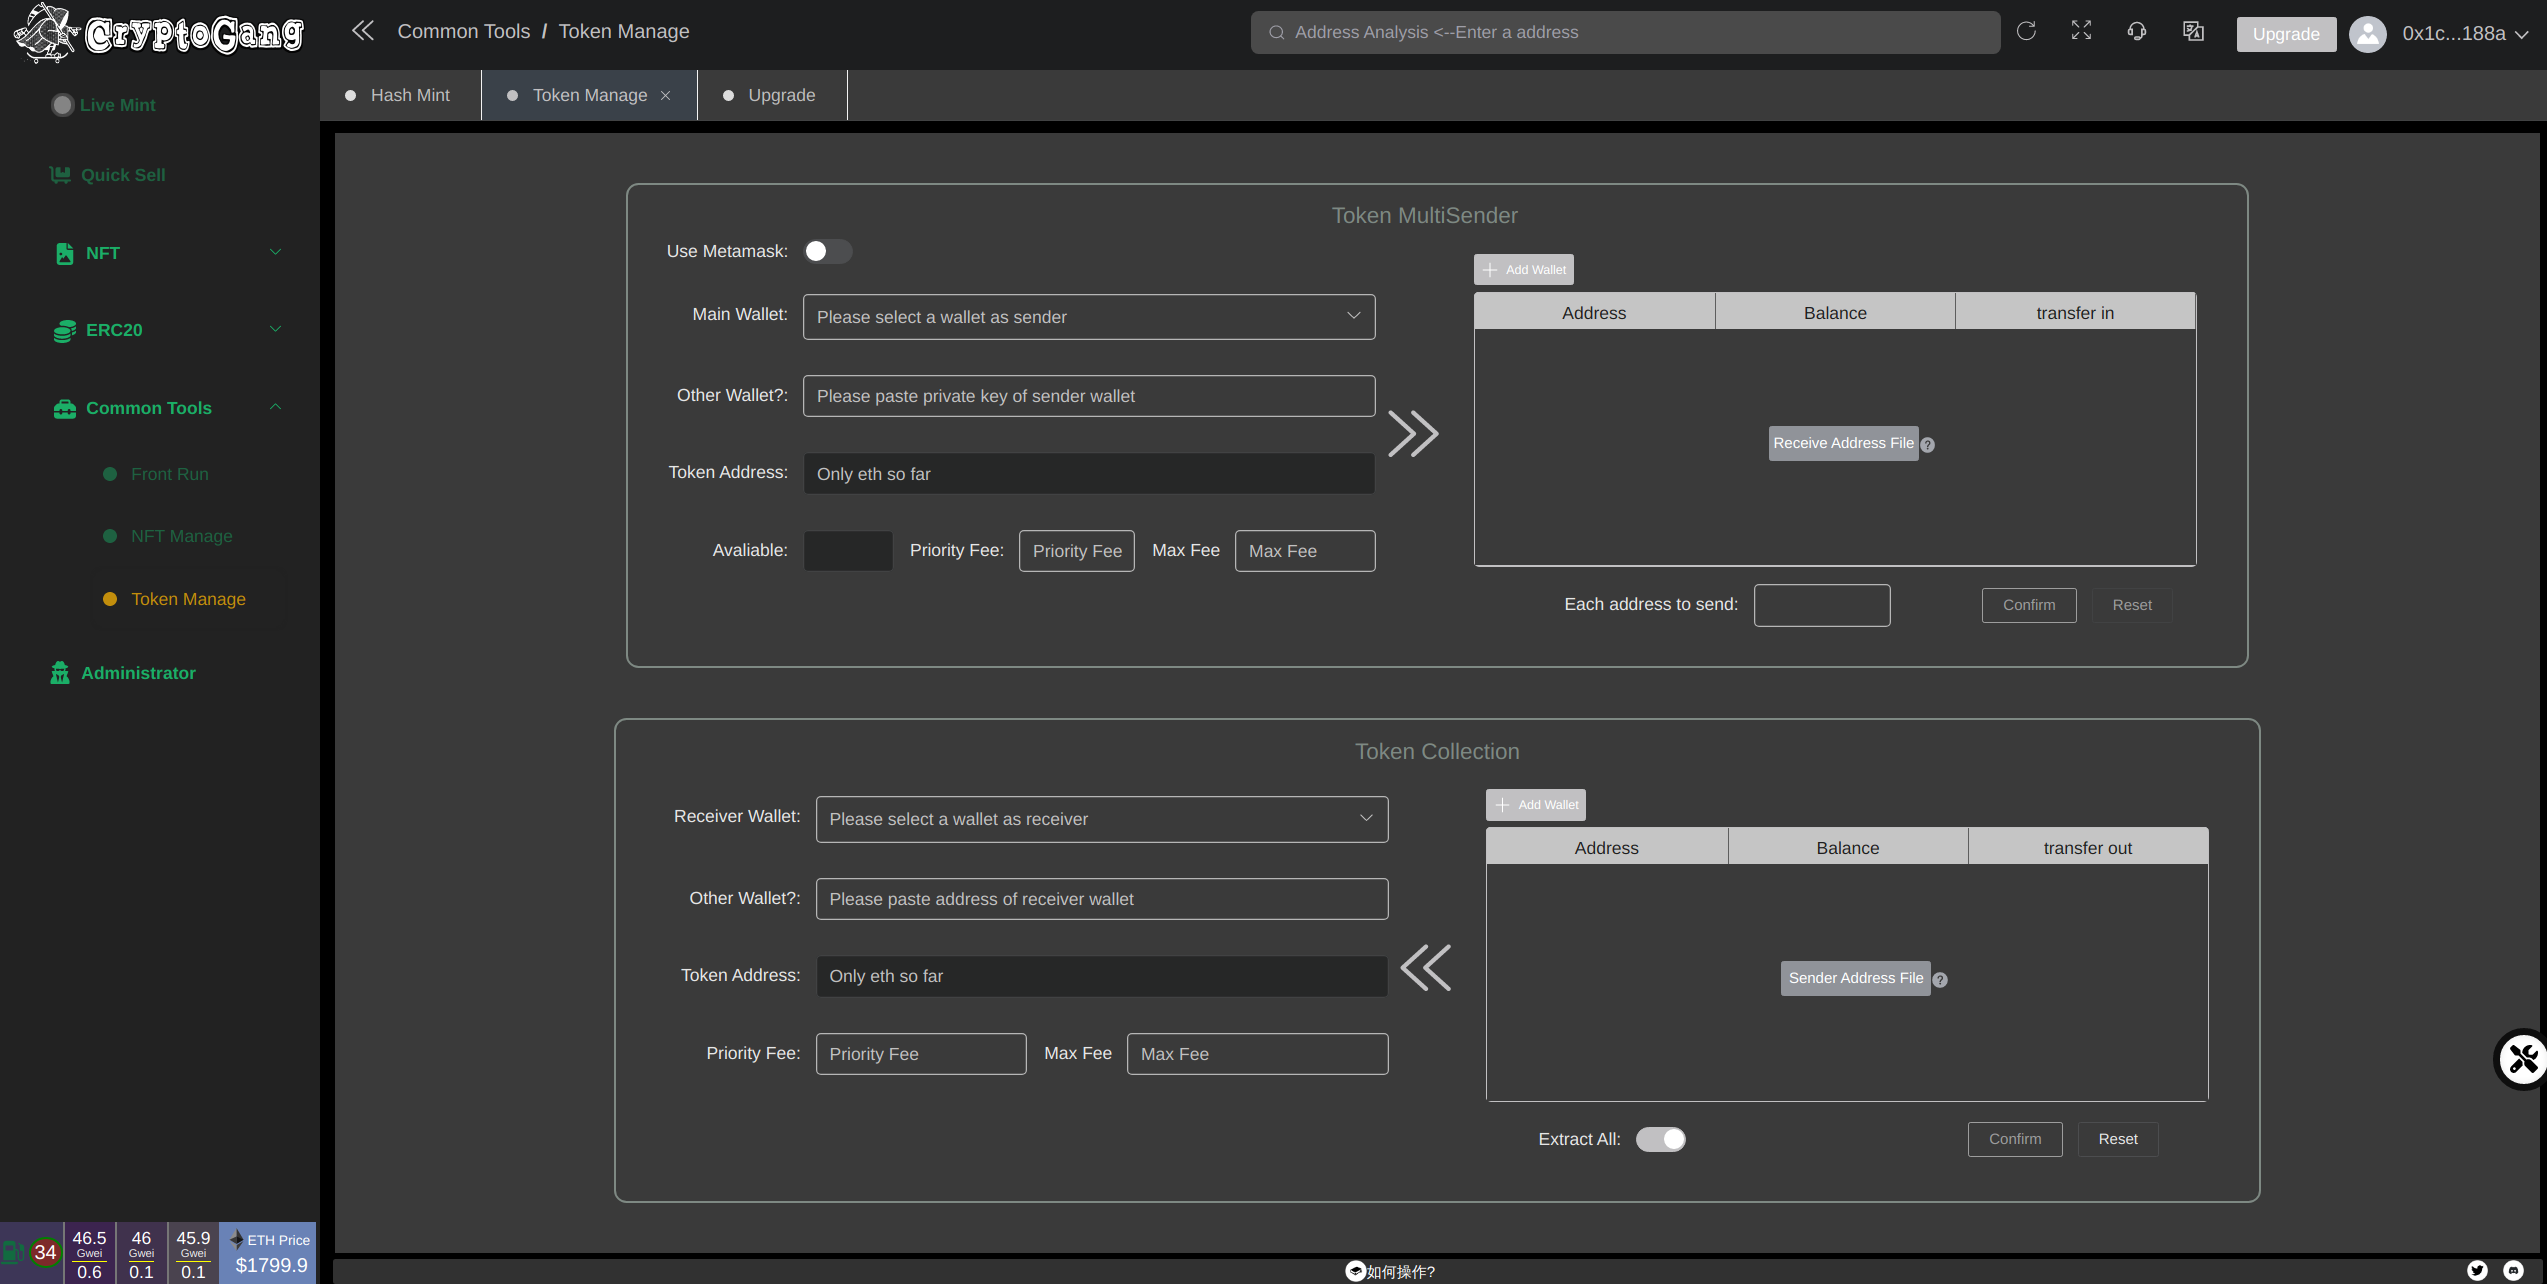 CryptoGang
Common Tools / Token Manage
Address Analysis <--Enter a address
Upgrade
0x1c...188a
Live Mint
Quick Sell
NFT
ERC20
Common Tools
Front Run
NFT Manage
Token Manage
Administrator
Hash Mint
Token Manage
Upgrade
Token MultiSender
Use Metamask:
Main Wallet:
Please select a wallet as sender
Other Wallet?:
Please paste private key of sender wallet
Token Address:
Only eth so far
Avaliable:
Priority Fee:
Priority Fee
Max Fee
Max Fee
Add Wallet
Address
Balance
transfer in
Receive Address File
?
Each address to send:
Confirm
Reset
Token Collection
Receiver Wallet:
Please select a wallet as receiver
Other Wallet?:
Please paste address of receiver wallet
Token Address:
Only eth so far
Priority Fee:
Priority Fee
Max Fee
Max Fee
Add Wallet
Address
Balance
transfer out
Sender Address File
?
Extract All:
Confirm
Reset
34
46.5
Gwei
0.6
46
Gwei
0.1
45.9
Gwei
0.1
ETH Price
$1799.9
如何操作?